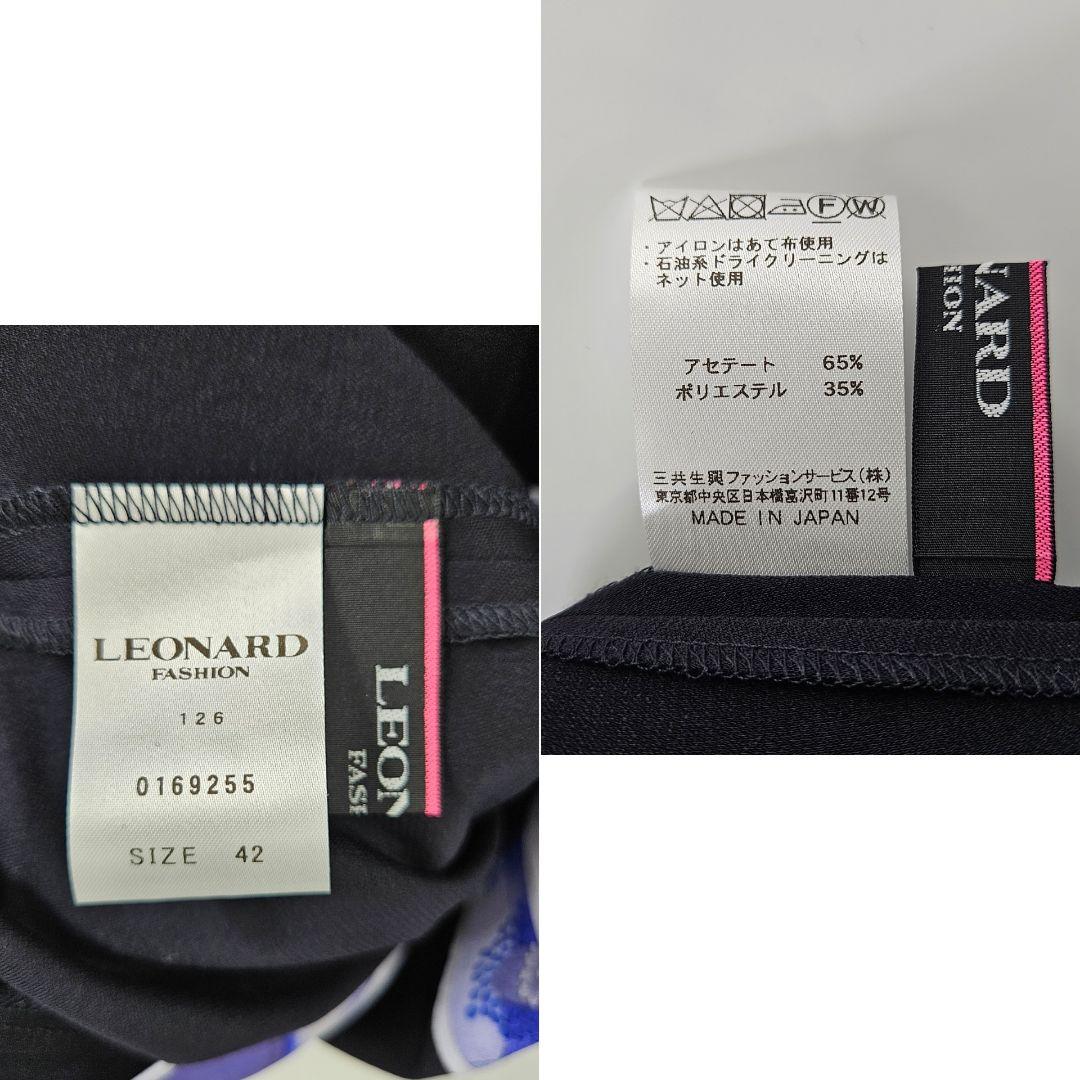 LEONARD
FASHION
126
0169255
SIZE 42
LEON
FAS
F W
・アイロンはあて布使用
・石油系ドライクリーニングは
ネット使用
アセテート 65%
ポリエステル 35%
三共生興ファッションサービス(株)
東京都中央区日本橋富沢町11番12号
MADE IN JAPAN
NARD
HION